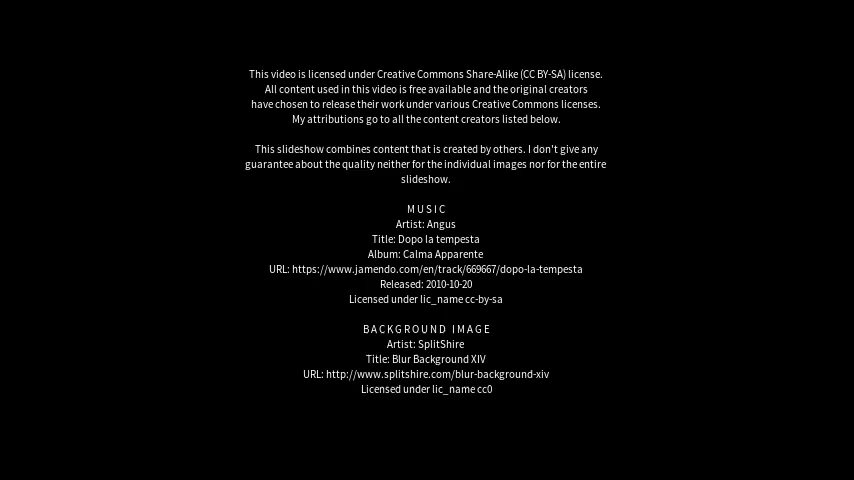 This video is licensed under Creative Commons Share-Alike (CC BY-SA) license.
All content used in this video is free available and the original creators
have chosen to release their work under various Creative Commons licenses.
My attributions go to all the content creators listed below.
This slideshow combines content that is created by others. I don't give any
guarantee about the quality neither for the individual images nor for the entire
slideshow.
MUSIC
Artist: Angus
Title: Dopo la tempesta
Album: Calma Apparente
URL: https://www.jamendo.com/en/track/669667/dopo-la-tempesta
Released: 2010-10-20
Licensed under lic_name cc-by-sa
BACKGROUND IMAGE
Artist: SplitShire
Title: Blur Background XIV
URL: http://www.splitshire.com/blur-background-xiv
Licensed under lic_name cc0